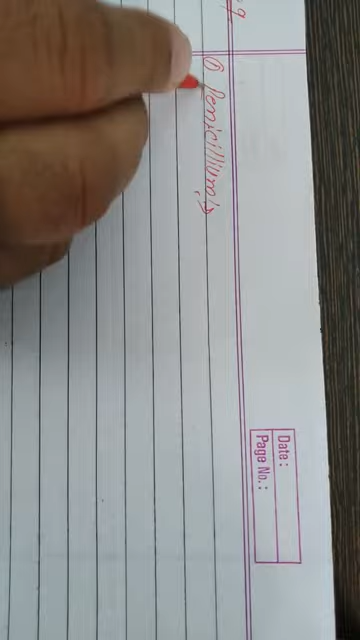 Date :
Page No. :
⑥ Penicillium :→